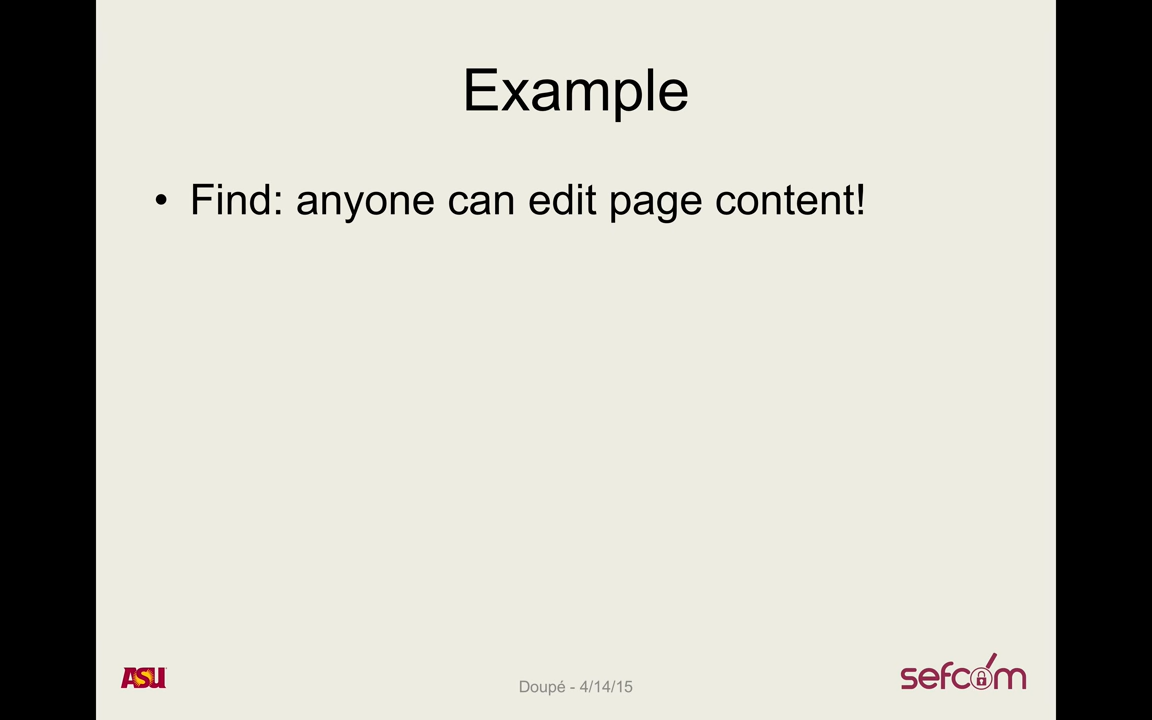 Example
• Find: anyone can edit page content!
ASU
Doupé - 4/14/15
sefcom